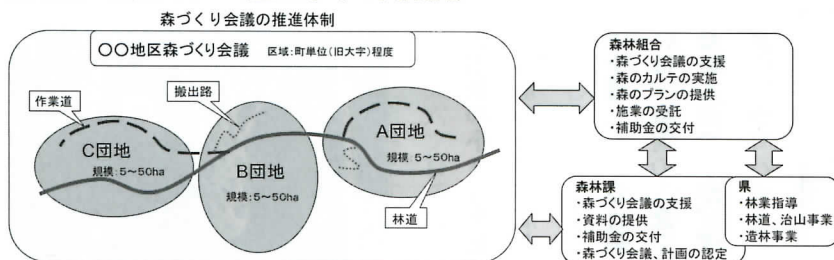 森づくり会議の推進体制
〇〇地区森づくり会議 区域:町単位(旧大字)程度
作業道
搬出路
C団地
規模:5～50ha
B団地
規模:5～50ha
A団地
規模:5～50ha
林道
森林組合
・森づくり会議の支援
・森のカルテの実施
・森のプランの提供
・施業の受託
・補助金の交付
森林課
・森づくり会議の支援
・資料の提供
・補助金の交付
・森づくり会議、計画の認定
県
・林業指導
・林道、治山事業
・造林事業